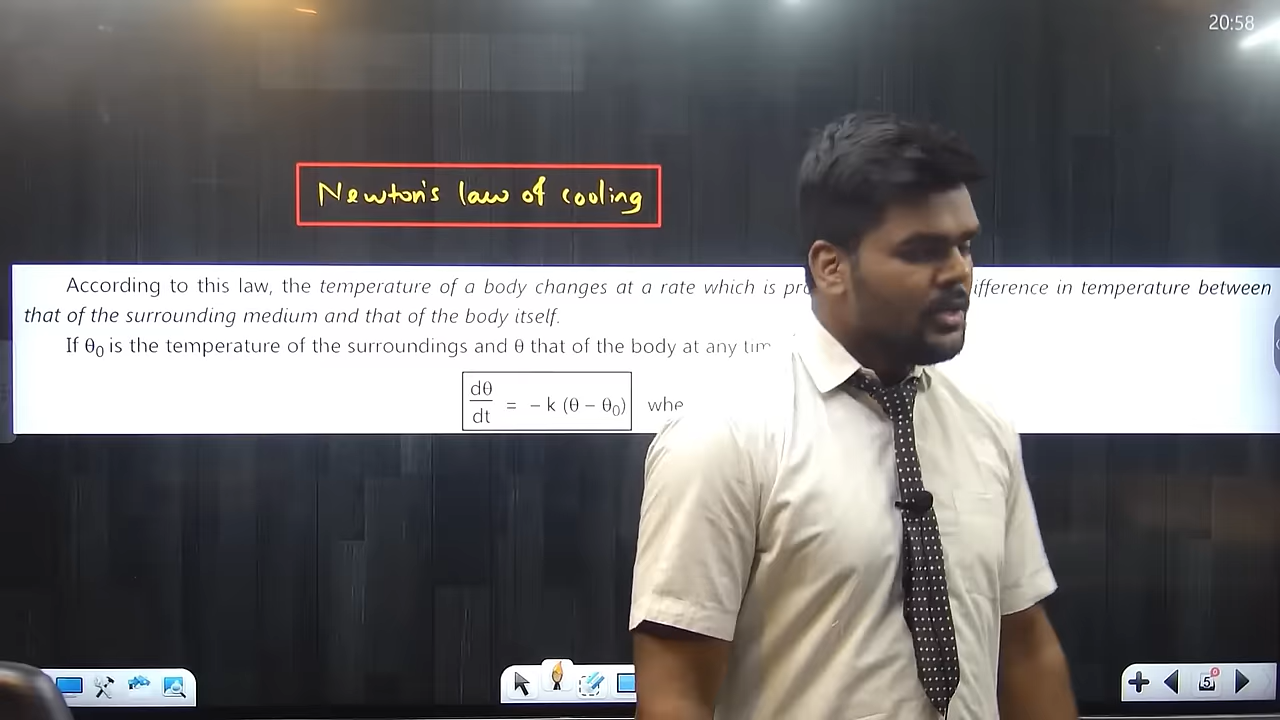 20:58
Newton's law of cooling
According to this law, the temperature of a body changes at a rate which is ifference in temperature between
that of the surrounding medium and that of the body itself.
If θ₀ is the temperature of the surroundings and θ that of the body at any
dθ/dt = – k (θ – θ₀)
5